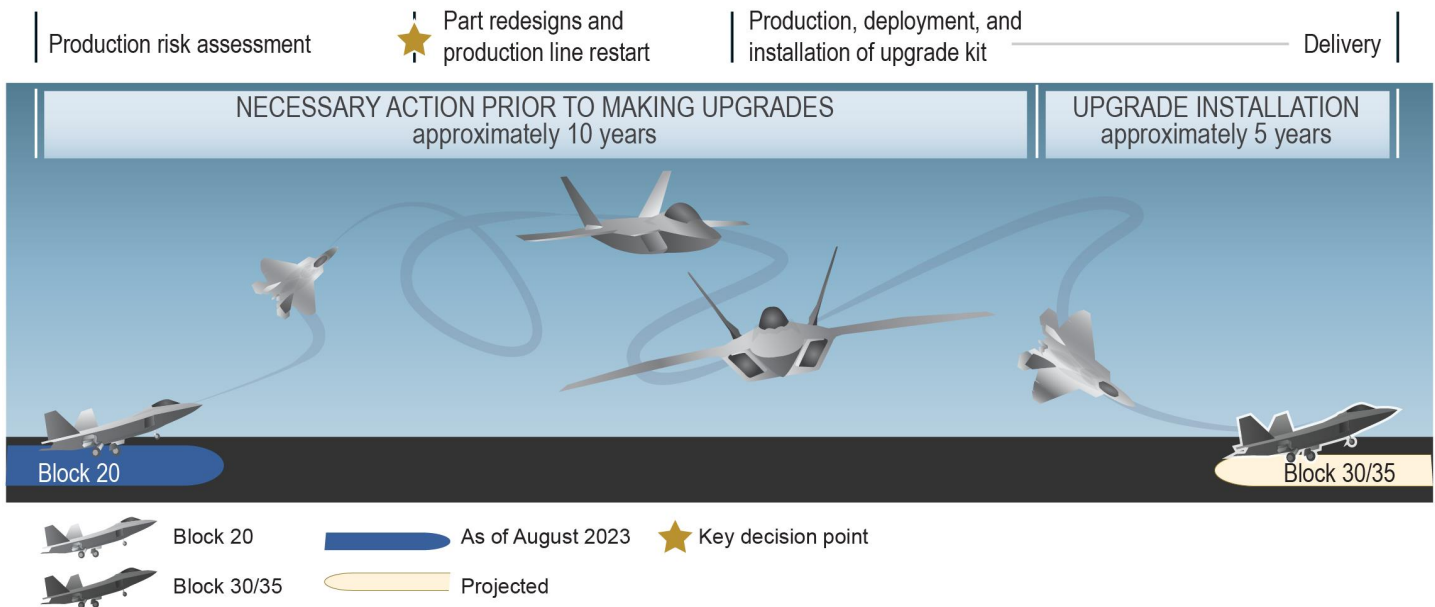 Production risk assessment
Part redesigns and
production line restart
Production, deployment, and
installation of upgrade kit
Delivery
NECESSARY ACTION PRIOR TO MAKING UPGRADES
approximately 10 years
UPGRADE INSTALLATION
approximately 5 years
Block 20
Block 30/35
Block 20
As of August 2023
Key decision point
Block 30/35
Projected